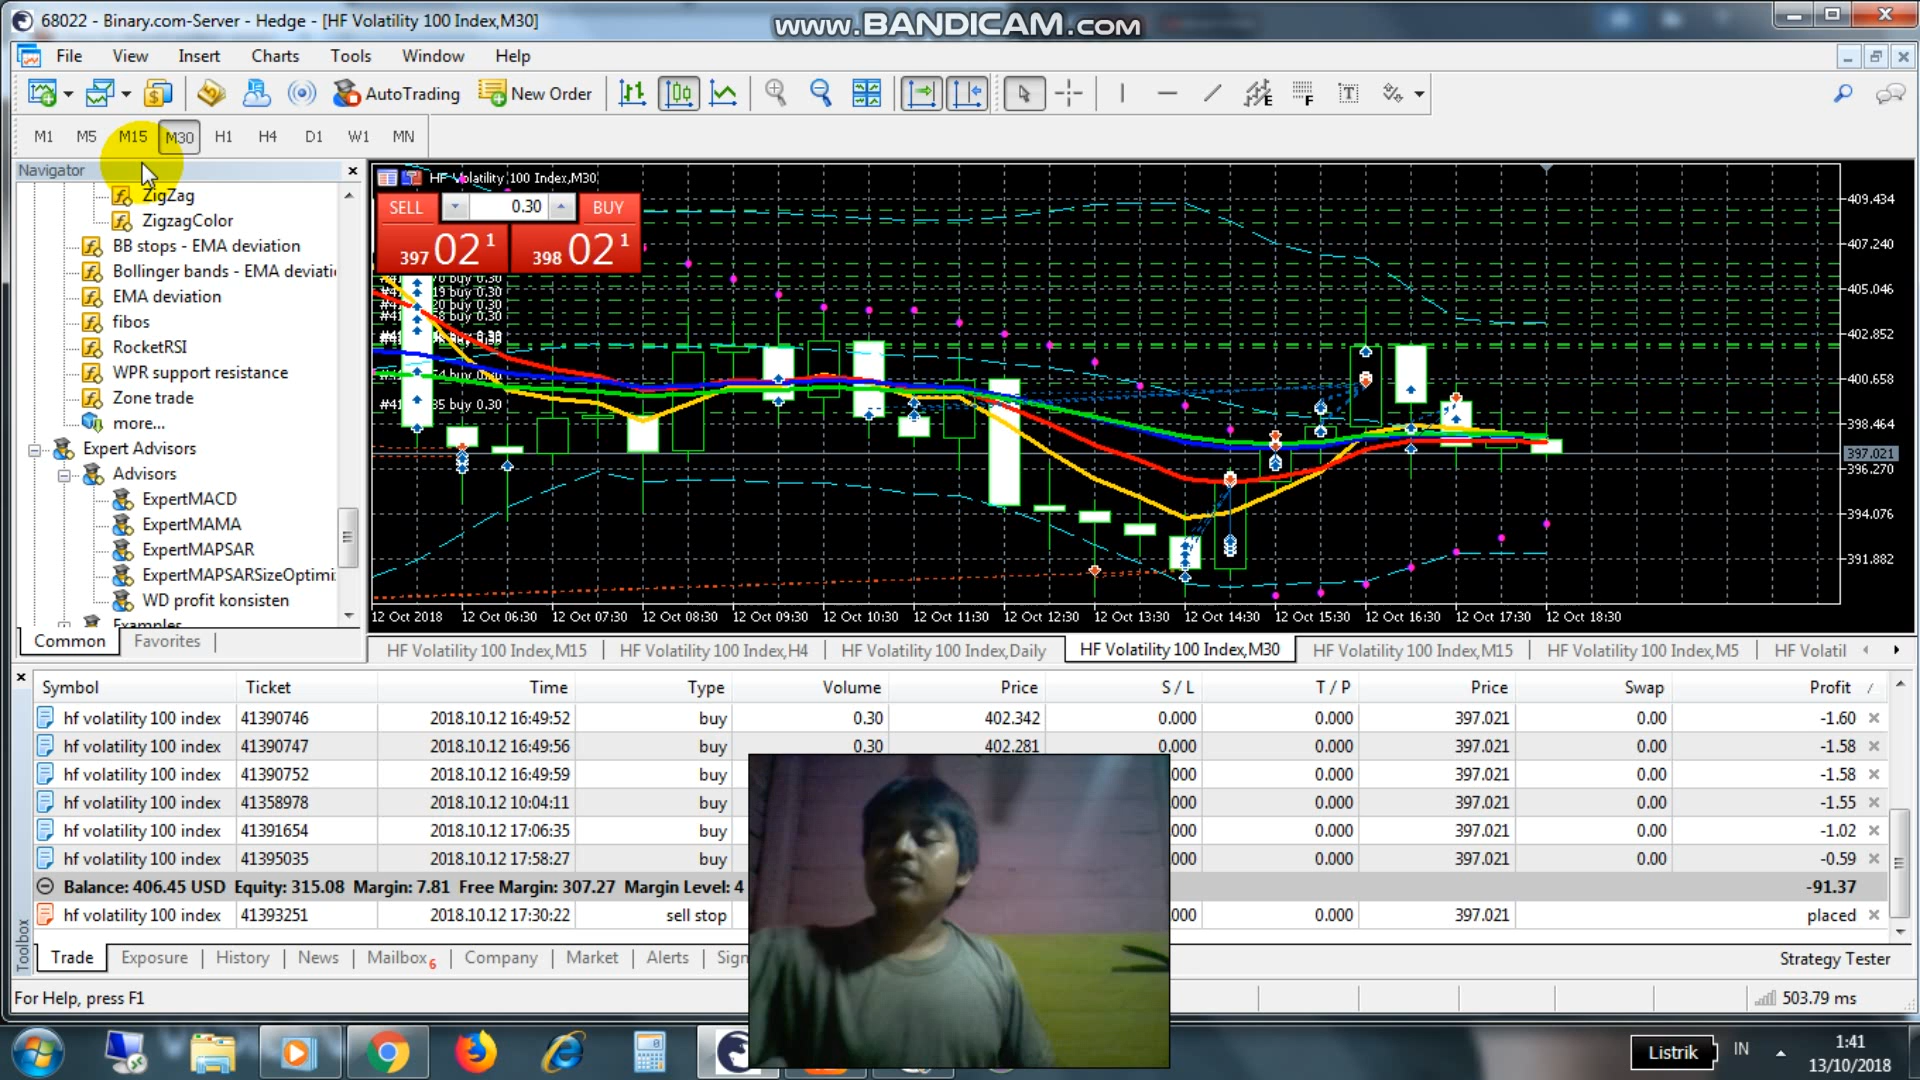 68022 - Binary.com-Server - Hedge - [HF Volatility 100 Index,M30]
www.BANDICAM.com
File View Insert Charts Tools Window Help
AutoTrading New Order
M1 M5 M15 M30 H1 H4 D1 W1 MN
Navigator
ZigZag
ZigzagColor
BB stops - EMA deviation
Bollinger bands - EMA deviati
EMA deviation
fibos
RocketRSI
WPR support resistance
Zone trade
more...
Expert Advisors
Advisors
ExpertMACD
ExpertMAMA
ExpertMAPSAR
ExpertMAPSARSizeOptimi
WD profit konsisten
Examples
Common Favorites
HF Volatility 100 Index,M30
SELL 0.30 BUY
397 02 1 398 02 1
409.434
407.240
405.046
402.852
400.658
398.464
397.021
396.270
394.076
391.882
12 Oct 2018 12 Oct 06:30 12 Oct 07:30 12 Oct 08:30 12 Oct 09:30 12 Oct 10:30 12 Oct 11:30 12 Oct 12:30 12 Oct 13:30 12 Oct 14:30 12 Oct 15:30 12 Oct 16:30 12 Oct 17:30 12 Oct 18:30
HF Volatility 100 Index,M15 HF Volatility 100 Index,H4 HF Volatility 100 Index,Daily HF Volatility 100 Index,M30 HF Volatility 100 Index,M15 HF Volatility 100 Index,M5 HF Volatil
Symbol Ticket Time Type Volume Price S / L T / P Price Swap Profit /
hf volatility 100 index 41390746 2018.10.12 16:49:52 buy 0.30 402.342 0.000 0.000 397.021 0.00 -1.60
hf volatility 100 index 41390747 2018.10.12 16:49:56 buy 0.30 402.281 0.000 0.000 397.021 0.00 -1.58
hf volatility 100 index 41390752 2018.10.12 16:49:59 buy 000 0.000 397.021 0.00 -1.58
hf volatility 100 index 41358978 2018.10.12 10:04:11 buy 000 0.000 397.021 0.00 -1.55
hf volatility 100 index 41391654 2018.10.12 17:06:35 buy 000 0.000 397.021 0.00 -1.02
hf volatility 100 index 41395035 2018.10.12 17:58:27 buy 000 0.000 397.021 0.00 -0.59
Balance: 406.45 USD Equity: 315.08 Margin: 7.81 Free Margin: 307.27 Margin Level: 4 -91.37
hf volatility 100 index 41393251 2018.10.12 17:30:22 sell stop 000 0.000 397.021 placed
Toolbox
Trade Exposure History News Mailbox 6 Company Market Alerts Sign Strategy Tester
For Help, press F1 503.79 ms
Listrik IN 1:41
13/10/2018